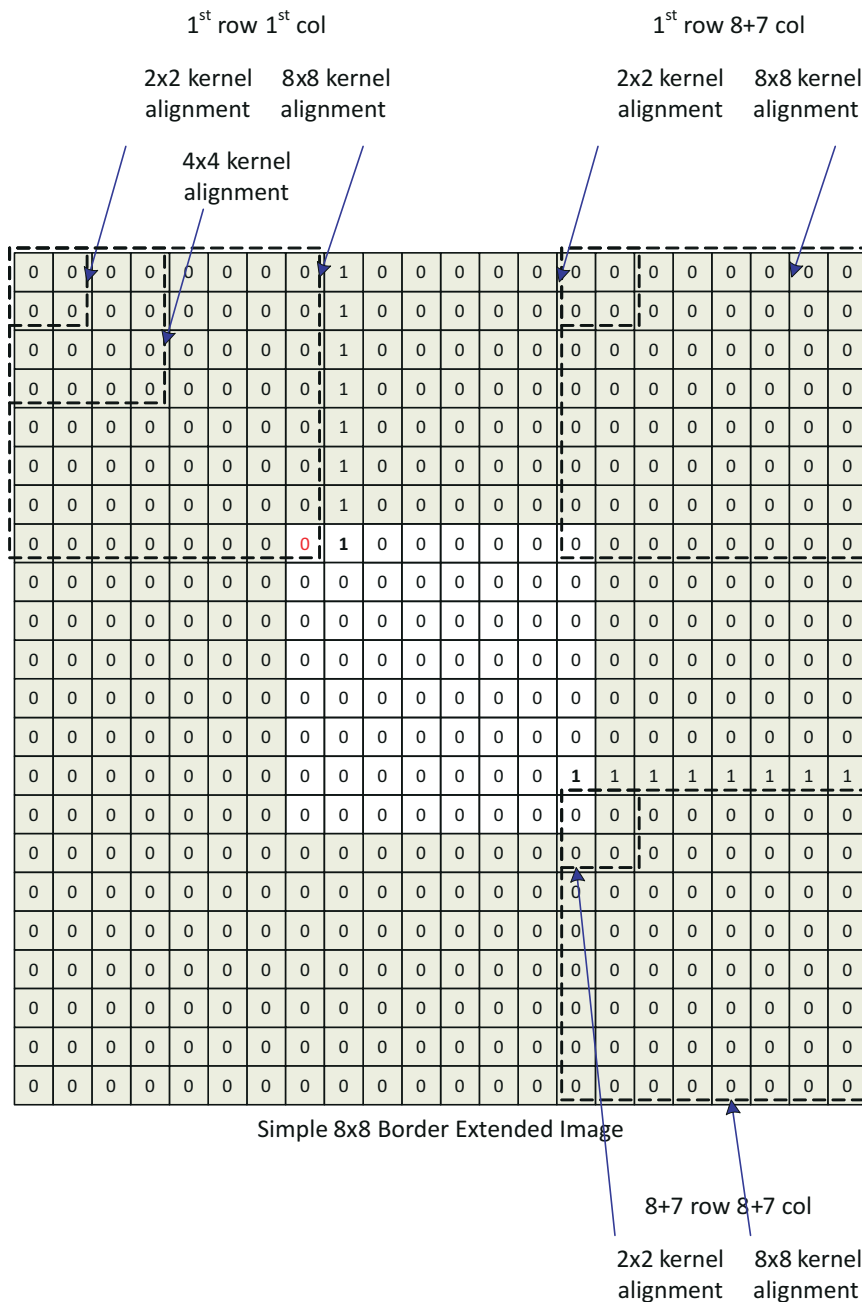 1st row 1st col 1st row 8+7 col
2x2 kernel 8x8 kernel 2x2 kernel 8x8 kernel
alignment alignment alignment alignment
4x4 kernel
alignment
0 0 0 0 0 0 0 0 1 0 0 0 0 0 0 0 0 0 0 0 0 0
0 0 0 0 0 0 0 0 1 0 0 0 0 0 0 0 0 0 0 0 0 0
0 0 0 0 0 0 0 0 1 0 0 0 0 0 0 0 0 0 0 0 0 0
0 0 0 0 0 0 0 0 1 0 0 0 0 0 0 0 0 0 0 0 0 0
0 0 0 0 0 0 0 0 1 0 0 0 0 0 0 0 0 0 0 0 0 0
0 0 0 0 0 0 0 0 1 0 0 0 0 0 0 0 0 0 0 0 0 0
0 0 0 0 0 0 0 0 1 0 0 0 0 0 0 0 0 0 0 0 0 0
0 0 0 0 0 0 0 0 1 0 0 0 0 0 0 0 0 0 0 0 0 0
0 0 0 0 0 0 0 0 0 0 0 0 0 0 0 0 0 0 0 0 0 0
0 0 0 0 0 0 0 0 0 0 0 0 0 0 0 0 0 0 0 0 0 0
0 0 0 0 0 0 0 0 0 0 0 0 0 0 0 0 0 0 0 0 0 0
0 0 0 0 0 0 0 0 0 0 0 0 0 0 0 0 0 0 0 0 0 0
0 0 0 0 0 0 0 0 0 0 0 0 0 0 0 0 0 0 0 0 0 0
0 0 0 0 0 0 0 0 0 0 0 0 0 0 1 1 1 1 1 1 1 1
0 0 0 0 0 0 0 0 0 0 0 0 0 0 0 0 0 0 0 0 0 0
0 0 0 0 0 0 0 0 0 0 0 0 0 0 0 0 0 0 0 0 0 0
0 0 0 0 0 0 0 0 0 0 0 0 0 0 0 0 0 0 0 0 0 0
0 0 0 0 0 0 0 0 0 0 0 0 0 0 0 0 0 0 0 0 0 0
0 0 0 0 0 0 0 0 0 0 0 0 0 0 0 0 0 0 0 0 0 0
0 0 0 0 0 0 0 0 0 0 0 0 0 0 0 0 0 0 0 0 0 0
0 0 0 0 0 0 0 0 0 0 0 0 0 0 0 0 0 0 0 0 0 0
0 0 0 0 0 0 0 0 0 0 0 0 0 0 0 0 0 0 0 0 0 0
Simple 8x8 Border Extended Image
8+7 row 8+7 col
2x2 kernel 8x8 kernel
alignment alignment